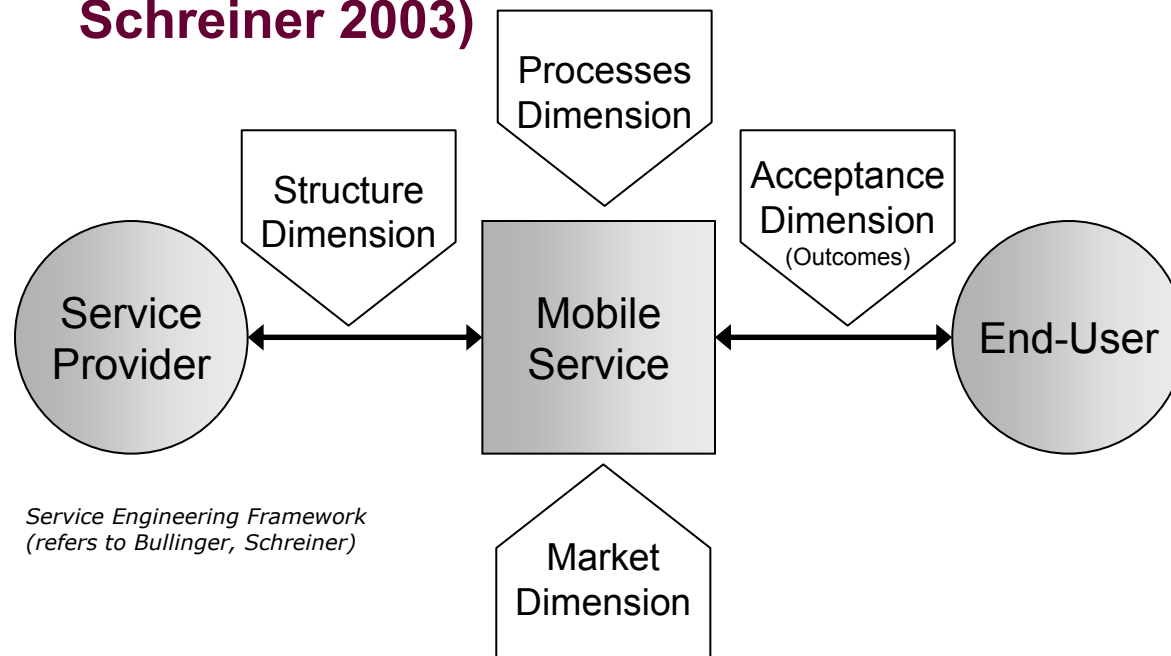 Schreiner 2003)
Processes
Dimension
Structure
Dimension
Acceptance
Dimension
(Outcomes)
Service
Provider
Mobile
Service
End-User
Service Engineering Framework
(refers to Bullinger, Schreiner)
Market
Dimension